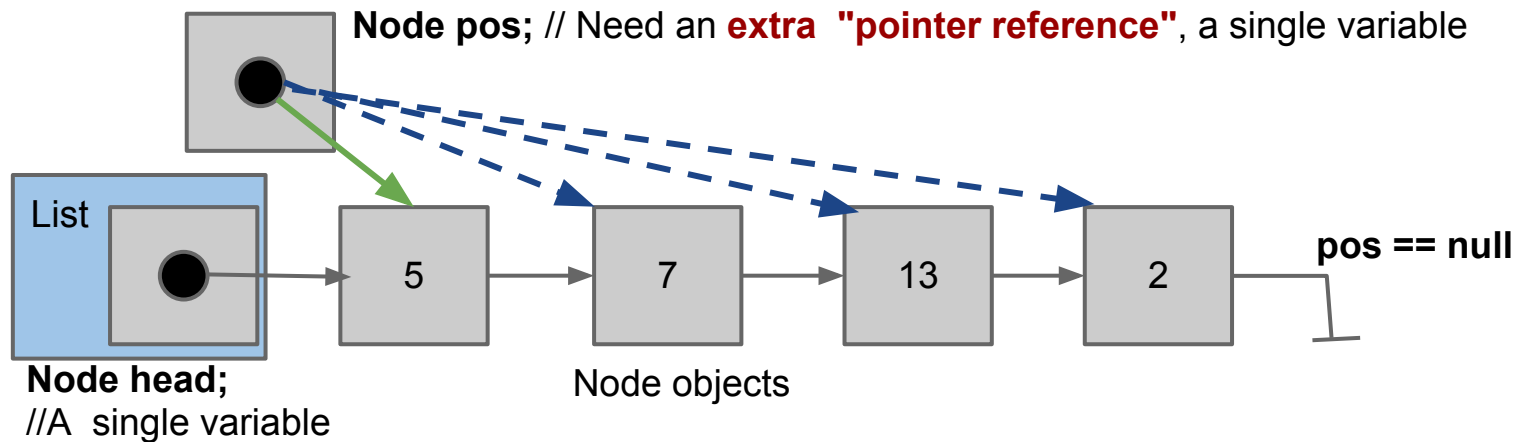 Node pos; // Need an extra "pointer reference", a single variable
List
5
7
13
2
pos == null
Node head;
//A single variable
Node objects